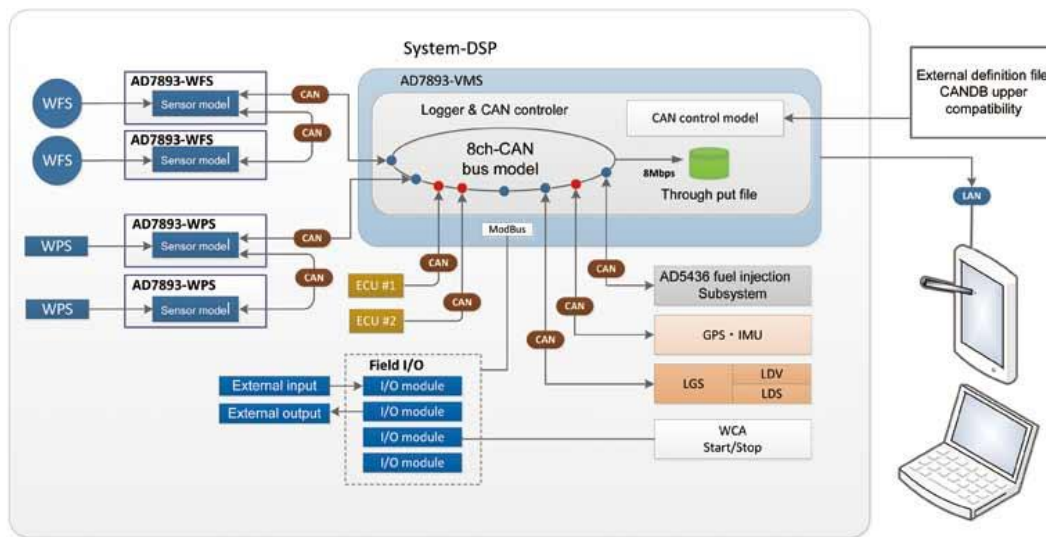 System-DSP
AD7893-WFS
WFS
Sensor model
CAN
AD7893-WFS
WFS
Sensor model
CAN
AD7893-WPS
WPS
Sensor model
CAN
AD7893-WPS
WPS
Sensor model
CAN
AD7893-VMS
Logger & CAN controler
8ch-CAN
bus model
CAN control model
8Mbps
Through put file
ModBus
External definition file
CANDB upper
compatibility
LAN
ECU #1
CAN
ECU #2
CAN
CAN
CAN
CAN
AD5436 fuel injection
Subsystem
GPS・IMU
LGS
LDV
LDS
WCA
Start/Stop
Field I/O
External input
I/O module
External output
I/O module
I/O module
I/O module